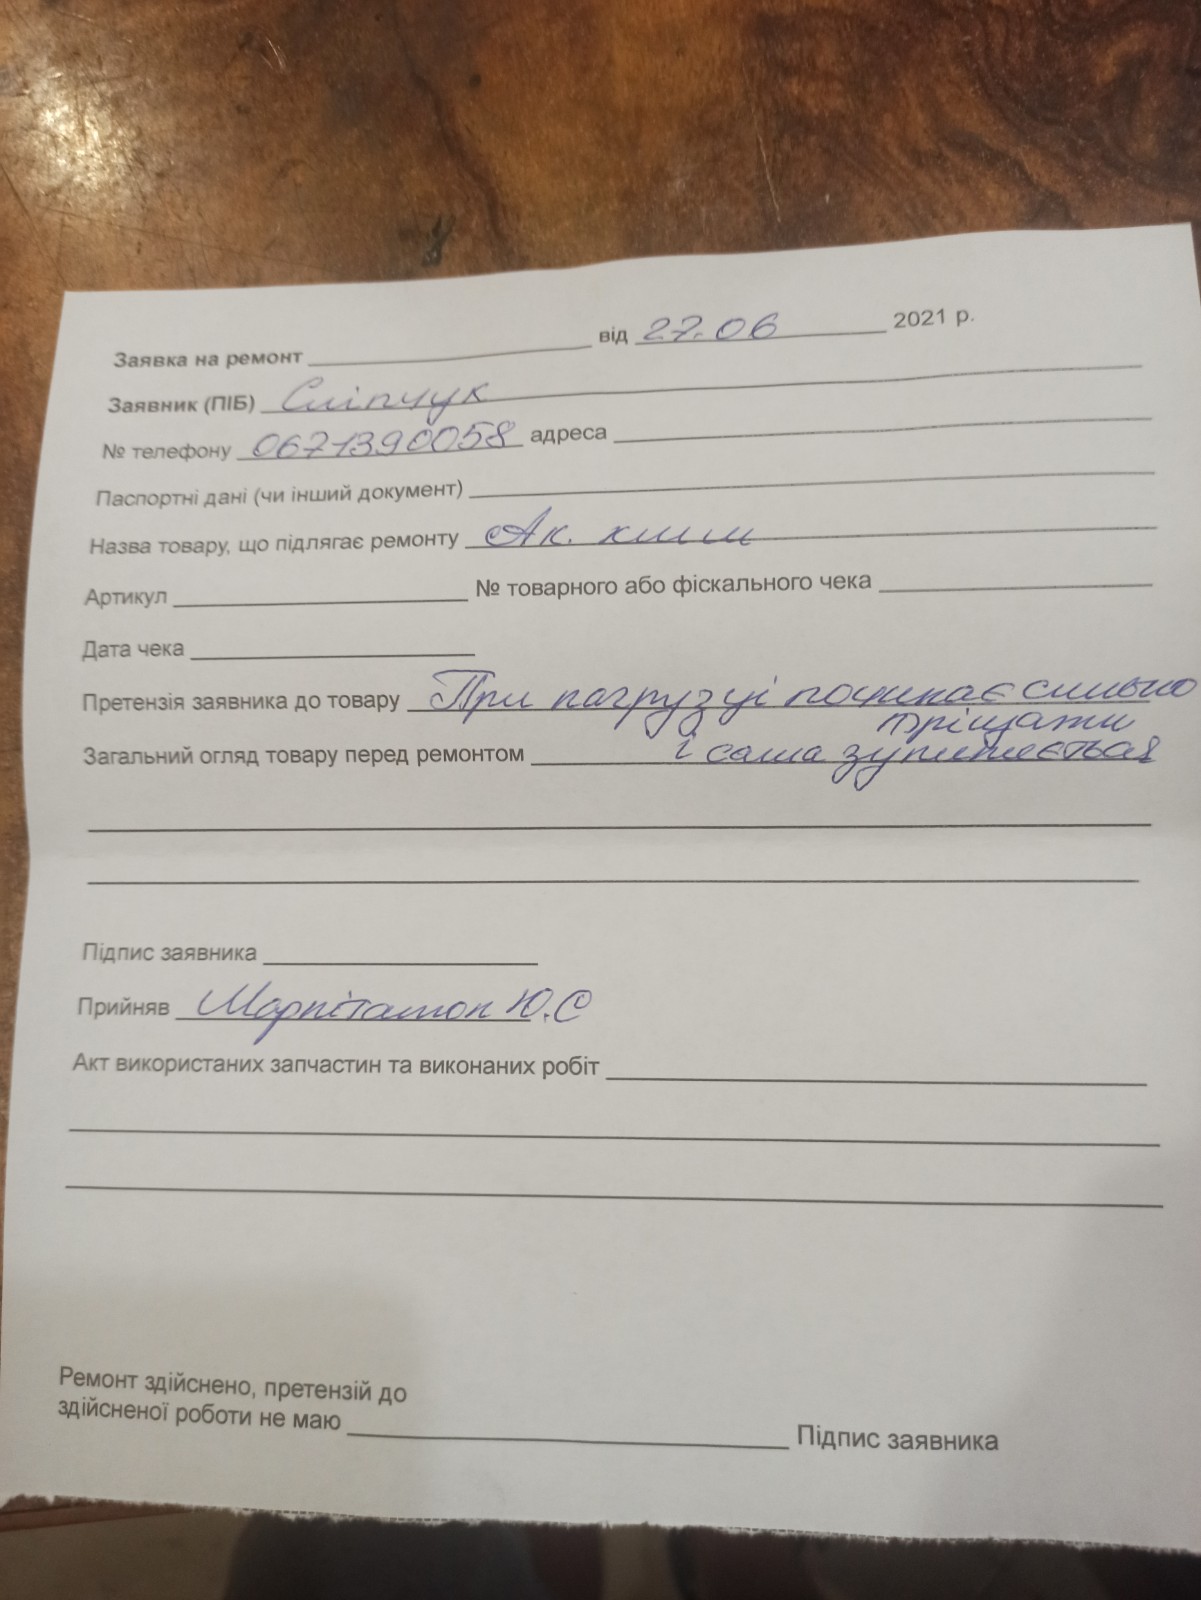 Заявка на ремонт від 27.06 2021 р.
Заявник (ПІБ) Сліпчук
№ телефону 0671390058 адреса
Паспортні дані (чи інший документ)
Назва товару, що підлягає ремонту Ак.
Артикул № товарного або фіскального чека
Дата чека
Претензія заявника до товару При нагрузці починає сильно
тріщати
Загальний огляд товару перед ремонтом і сама зупиняється
Підпис заявника
Прийняв Ю.С
Акт використаних запчастин та виконаних робіт
Ремонт здійснено, претензій до
здійсненої роботи не маю Підпис заявника